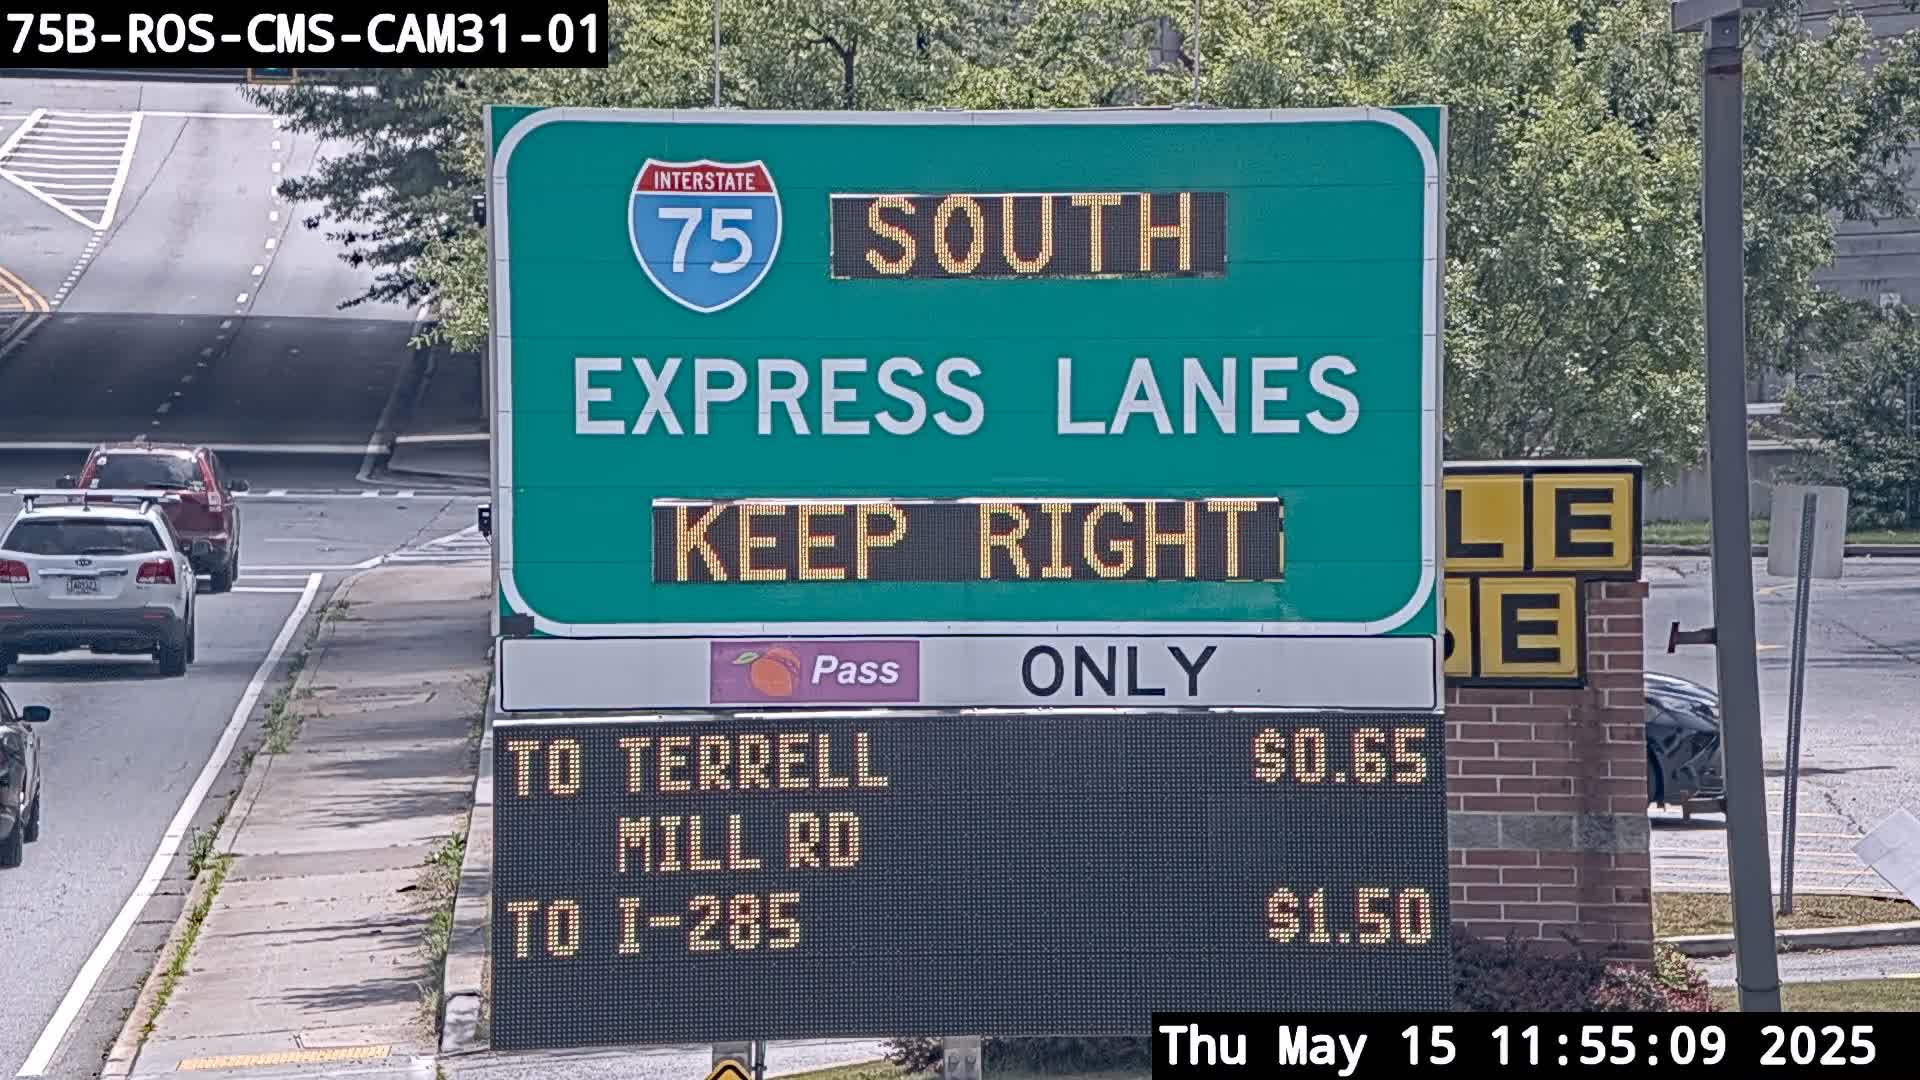 75B-ROS-CMS-CAM31-01
INTERSTATE
75
SOUTH
EXPRESS LANES
KEEP RIGHT
Pass ONLY
TO TERRELL $0.65
MILL RD
TO I-285 $1.50
LE
E
Thu May 15 11:55:09 2025